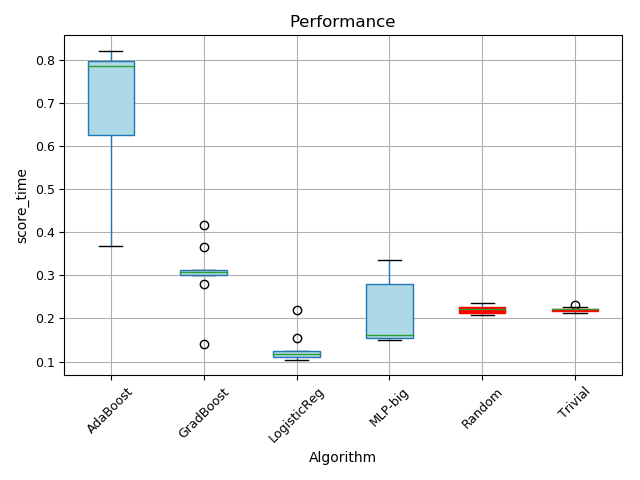 Performance
score_time
0.8
0.7
0.6
0.5
0.4
0.3
0.2
0.1
AdaBoost
GradBoost
LogisticReg
MLP-big
Random
Trivial
Algorithm